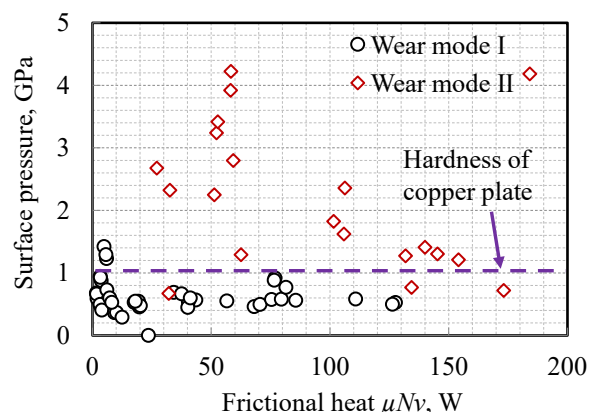 Surface pressure, GPa
5
4
3
2
1
0
Wear mode I
Wear mode II
Hardness of
copper plate
0 50 100 150 200
Frictional heat μNv, W